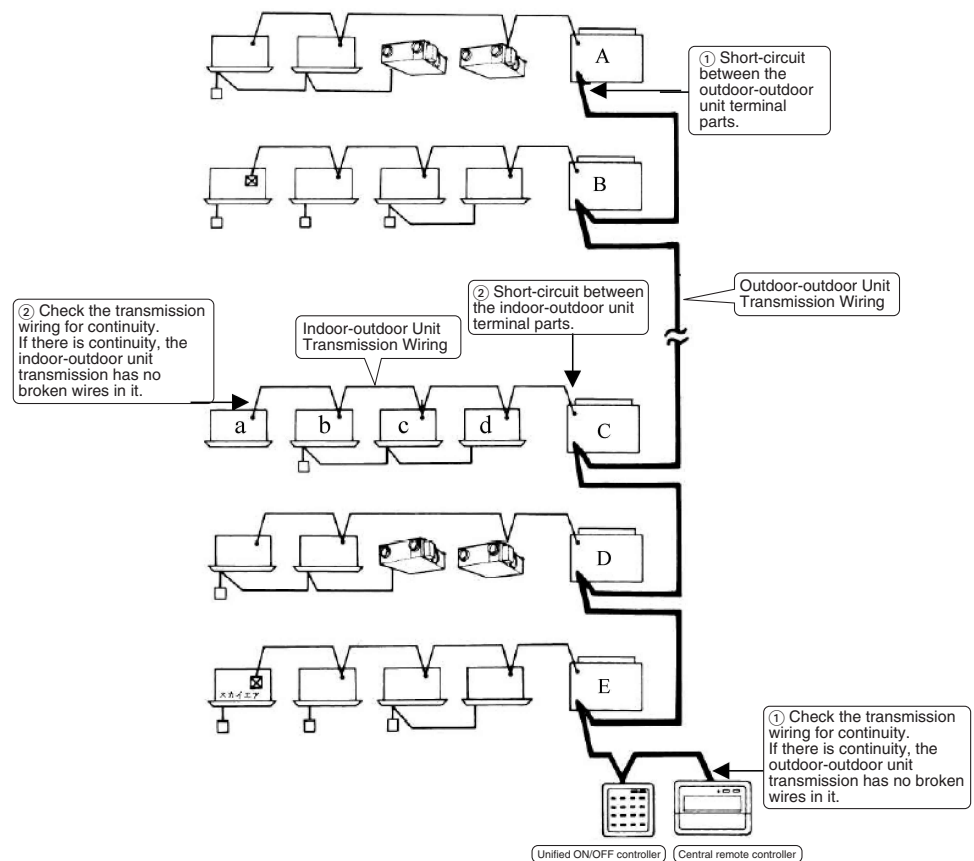 A
① Short-circuit
between the
outdoor-outdoor
unit terminal
parts.
B
Outdoor-outdoor Unit
Transmission Wiring
② Short-circuit between
the indoor-outdoor unit
terminal parts.
② Check the transmission
wiring for continuity.
If there is continuity, the
indoor-outdoor unit
transmission has no
broken wires in it.
Indoor-outdoor Unit
Transmission Wiring
a
b
c
d
C
D
スカイエア
E
① Check the transmission
wiring for continuity.
If there is continuity, the
outdoor-outdoor unit
transmission has no broken
wires in it.
Unified ON/OFF controller
Central remote controller